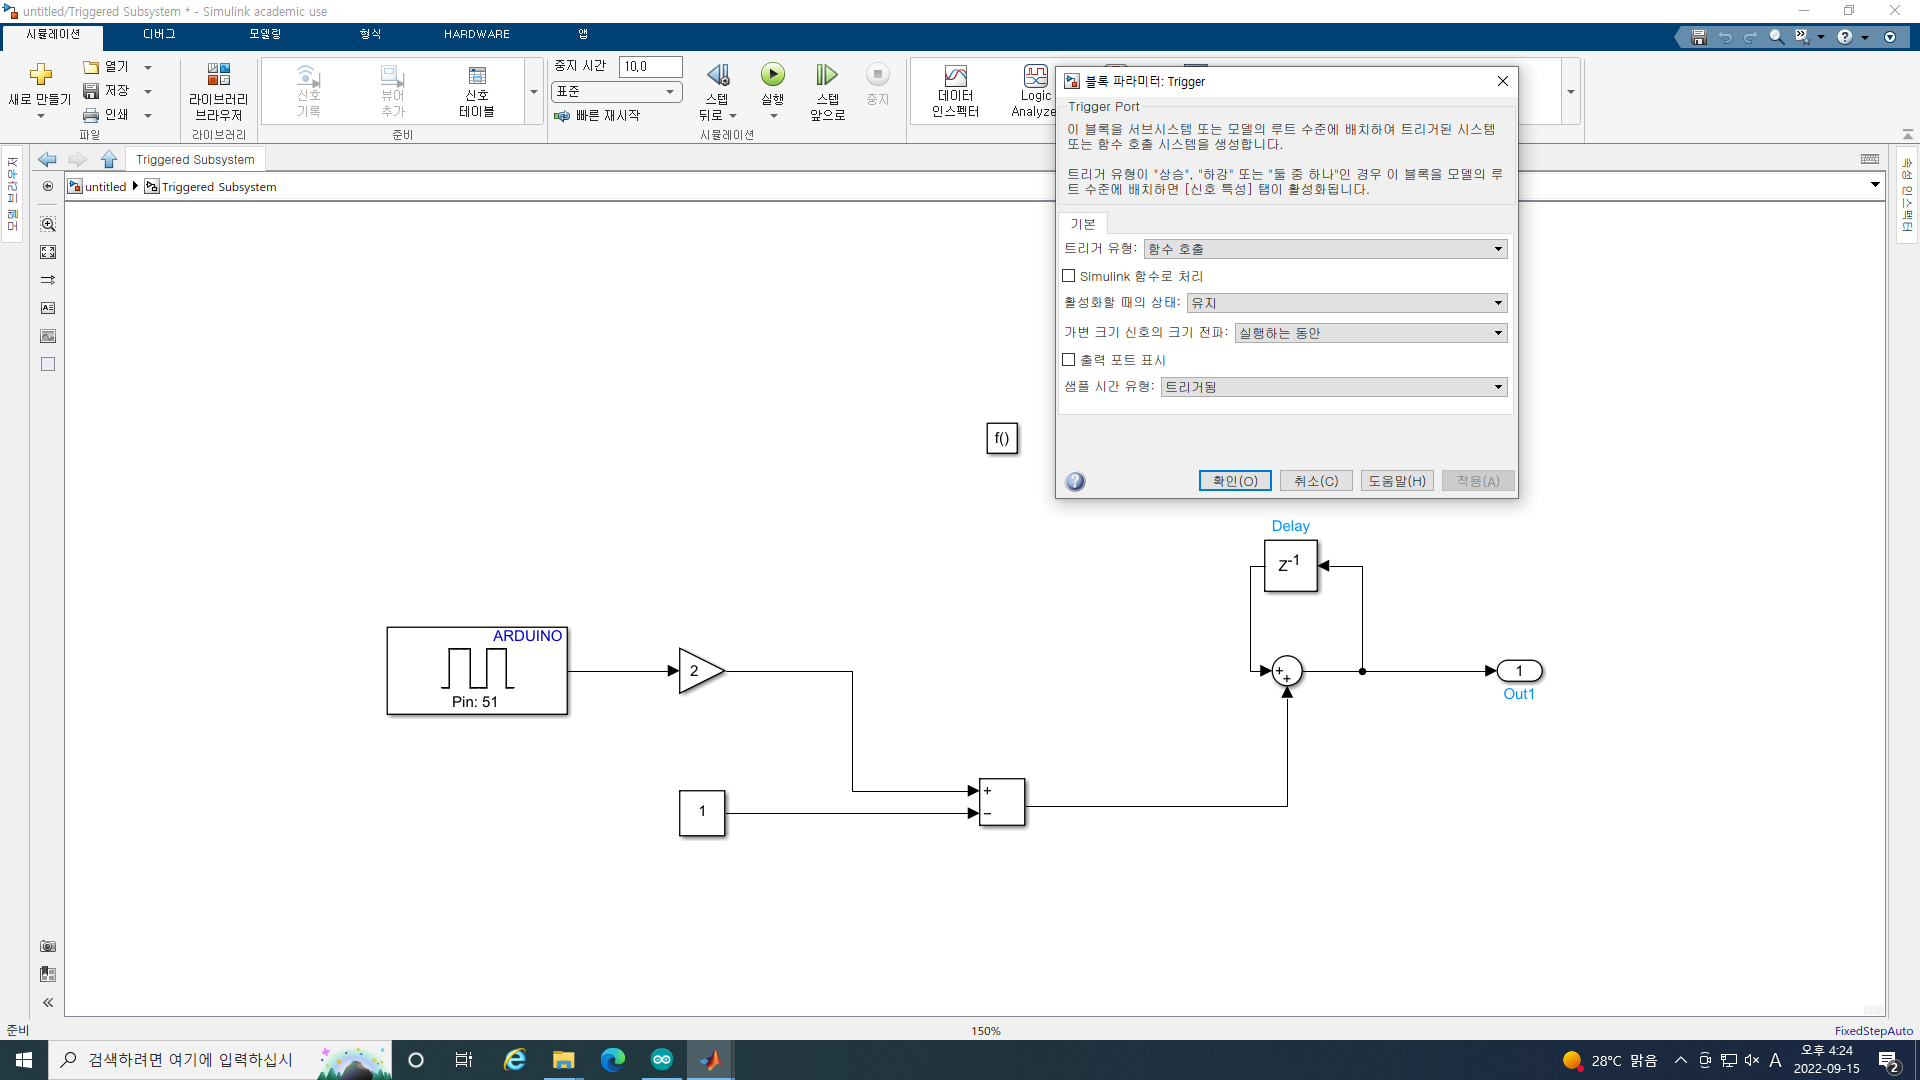 untitled/Triggered Subsystem * - Simulink academic use
시뮬레이션
디버그
모델링
형식
HARDWARE
앱
새로 만들기
열기
저장
인쇄
파일
라이브러리
브라우저
라이브러리
신호
기록
뷰어
추가
신호
테이블
준비
중지 시간
10.0
표준
빠른 재시작
스텝
뒤로
실행
스텝
앞으로
중지
시뮬레이션
데이터
인스펙터
Logic
Analyze
Triggered Subsystem
untitled
Triggered Subsystem
모델 브라우저
속성 인스펙터
블록 파라미터: Trigger
Trigger Port
이 블록을 서브시스템 또는 모델의 루트 수준에 배치하여 트리거된 시스템
또는 함수 호출 시스템을 생성합니다.
트리거 유형이 "상승", "하강" 또는 "둘 중 하나"인 경우 이 블록을 모델의 루
트 수준에 배치하면 [신호 특성] 탭이 활성화됩니다.
기본
트리거 유형: 함수 호출
Simulink 함수로 처리
활성화할 때의 상태: 유지
가변 크기 신호의 크기 전파: 실행하는 동안
출력 포트 표시
샘플 시간 유형: 트리거됨
확인(O)
취소(C)
도움말(H)
적용(A)
f()
Delay
Z-1
ARDUINO
Pin: 51
2
1
+
−
+
+
1
Out1
준비
150%
FixedStepAuto
검색하려면 여기에 입력하십시
28°C 맑음
A
오후 4:24
2022-09-15
2